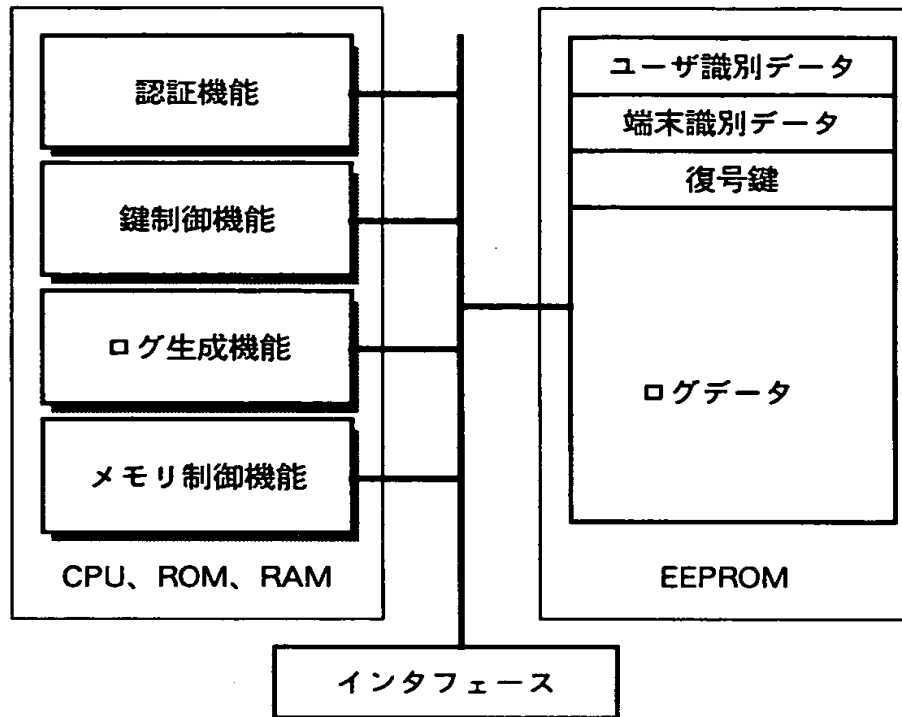 認証機能
鍵制御機能
ログ生成機能
メモリ制御機能
CPU、ROM、RAM
ユーザ識別データ
端末識別データ
復号鍵
ログデータ
EEPROM
インタフェース